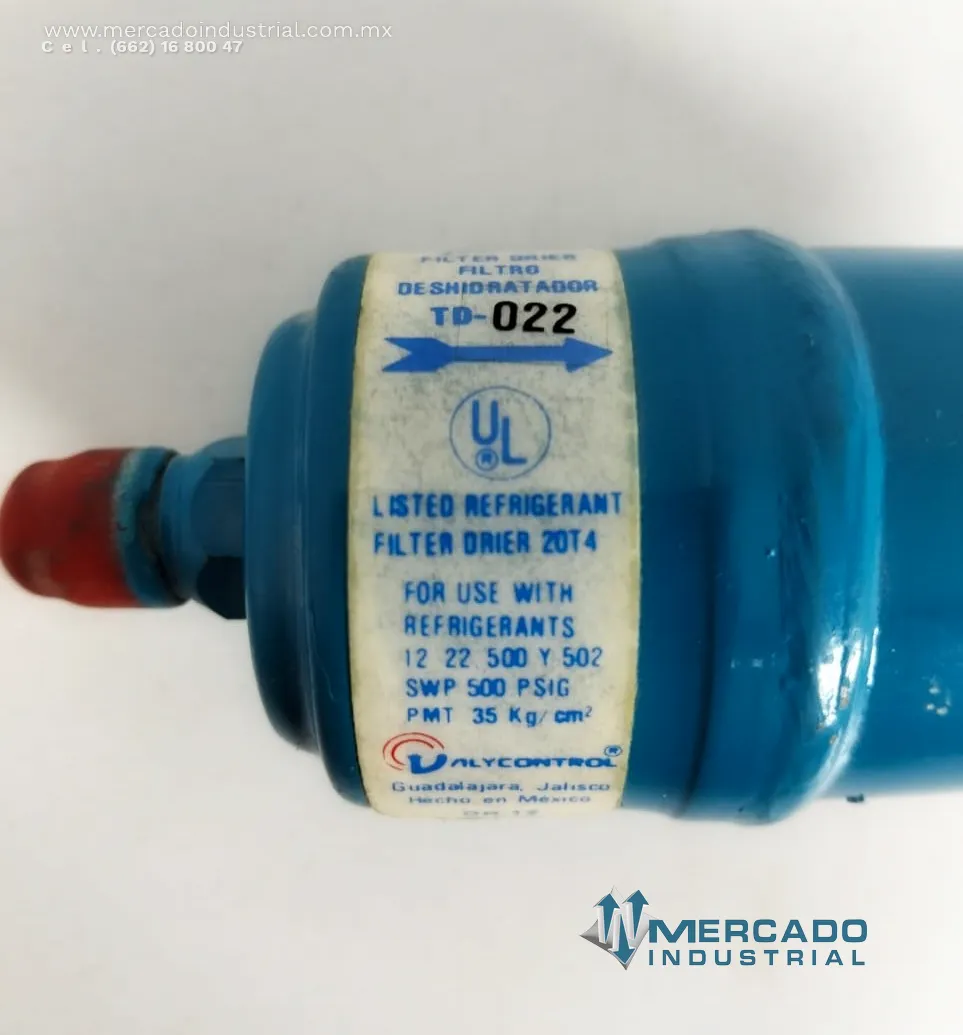 www.mercadoindustrial.com.mx
Cel. (662) 16 800 47
FILTER DRIER
FILTRO
DESHIDRATADOR
TD-022
UL
®
LISTED REFRIGERANT
FILTER DRIER 20T4
FOR USE WITH
REFRIGERANTS
12 22 500 Y 502
SWP 500 PSIG
PMT 35 Kg/cm²
VALYCONTROL®
Guadalajara, Jalisco
Hecho en México
MERCADO
INDUSTRIAL